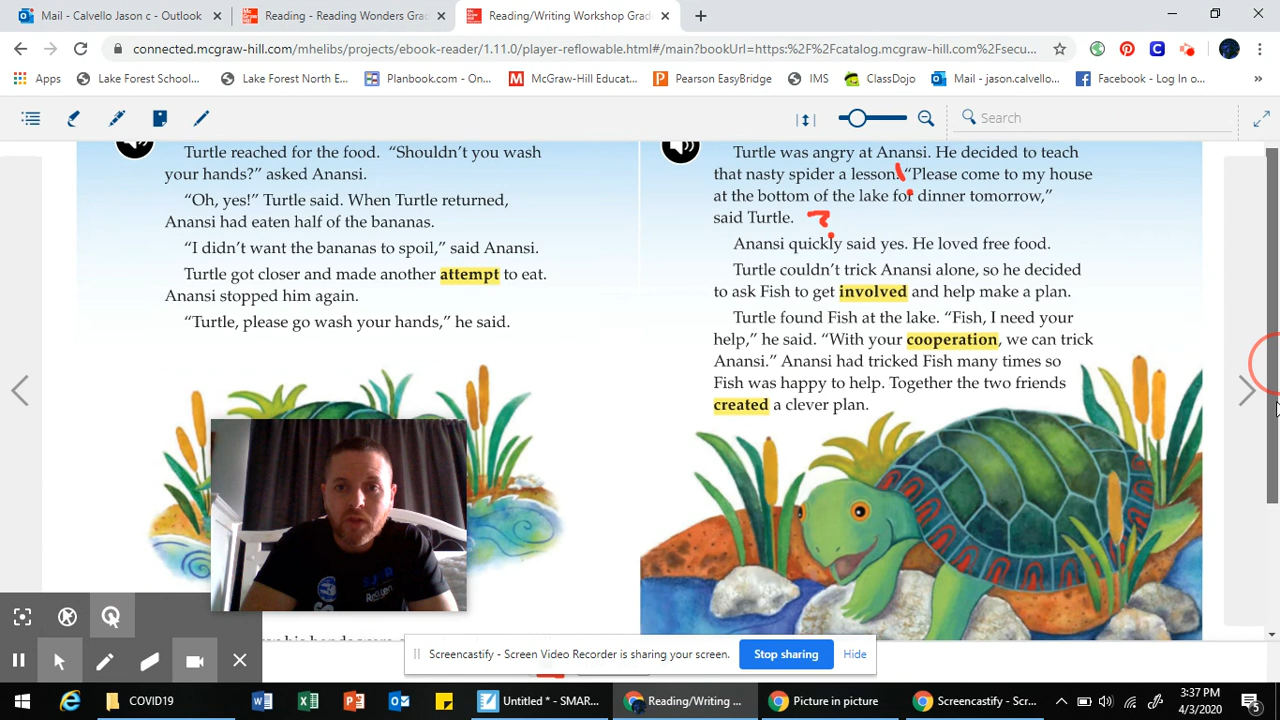 Mail - Calvello Jason c - Outlook
Reading - Reading Wonders Grad
Reading/Writing Workshop Grad
connected.mcgraw-hill.com/mhelibs/projects/ebook-reader/1.11.0/player-reflowable.html#/main?bookUrl=https:%2F%2Fcatalog.mcgraw-hill.com%2Fsecu...
Apps
Lake Forest School...
Lake Forest North E...
Planbook.com - On...
McGraw-Hill Educat...
Pearson EasyBridge
IMS
ClassDojo
Mail - jason.calvello...
Facebook - Log In o...
Search
Turtle reached for the food. “Shouldn’t you wash
your hands?” asked Anansi.
“Oh, yes!” Turtle said. When Turtle returned,
Anansi had eaten half of the bananas.
“I didn’t want the bananas to spoil,” said Anansi.
Turtle got closer and made another attempt to eat.
Anansi stopped him again.
“Turtle, please go wash your hands,” he said.
Turtle was angry at Anansi. He decided to teach
that nasty spider a lesson. “Please come to my house
at the bottom of the lake for dinner tomorrow,”
said Turtle.
Anansi quickly said yes. He loved free food.
Turtle couldn’t trick Anansi alone, so he decided
to ask Fish to get involved and help make a plan.
Turtle found Fish at the lake. “Fish, I need your
help,” he said. “With your cooperation, we can trick
Anansi.” Anansi had tricked Fish many times so
Fish was happy to help. Together the two friends
created a clever plan.
Screencastify - Screen Video Recorder is sharing your screen.
Stop sharing
Hide
COVID19
Untitled * - SMAR...
Reading/Writing ...
Picture in picture
Screencastify - Scr...
3:37 PM
4/3/2020
5